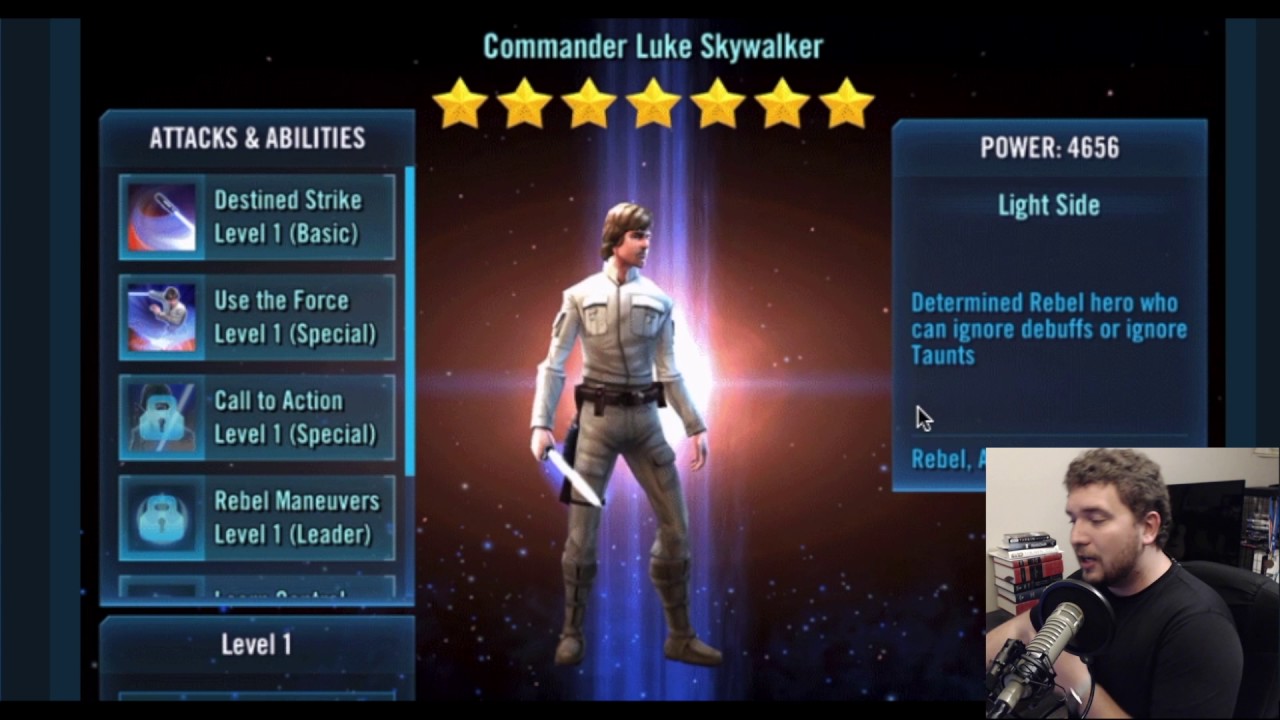 Commander Luke Skywalker
ATTACKS & ABILITIES
Destined Strike
Level 1 (Basic)
Use the Force
Level 1 (Special)
Call to Action
Level 1 (Special)
Rebel Maneuvers
Level 1 (Leader)
Level 1
POWER: 4656
Light Side
Determined Rebel hero who
can ignore debuffs or ignore
Taunts
Rebel, A